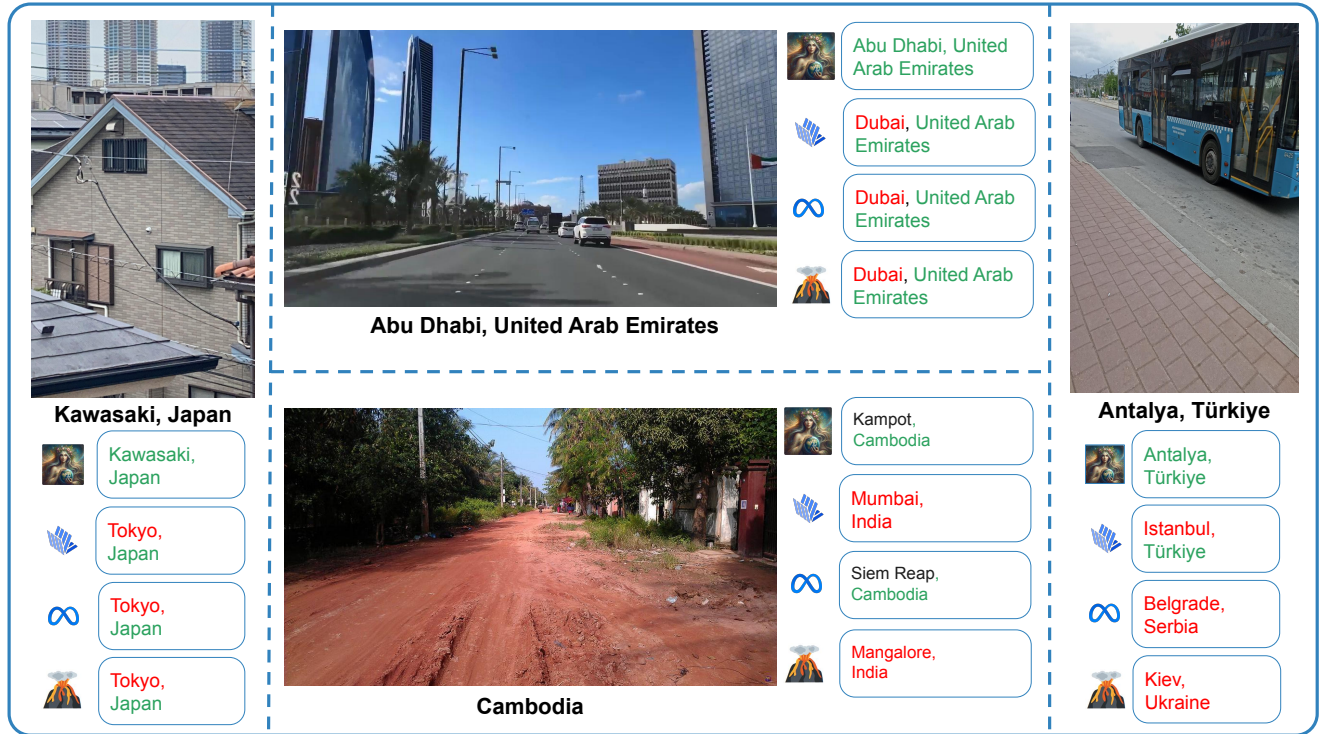 Kawasaki, Japan
Kawasaki,
Japan
Tokyo,
Japan
Tokyo,
Japan
Tokyo,
Japan
Abu Dhabi, United Arab Emirates
Abu Dhabi, United
Arab Emirates
Dubai, United Arab
Emirates
Dubai, United Arab
Emirates
Dubai, United Arab
Emirates
Cambodia
Kampot,
Cambodia
Mumbai,
India
Siem Reap,
Cambodia
Mangalore,
India
Antalya, Türkiye
Antalya,
Türkiye
Istanbul,
Türkiye
Belgrade,
Serbia
Kiev,
Ukraine